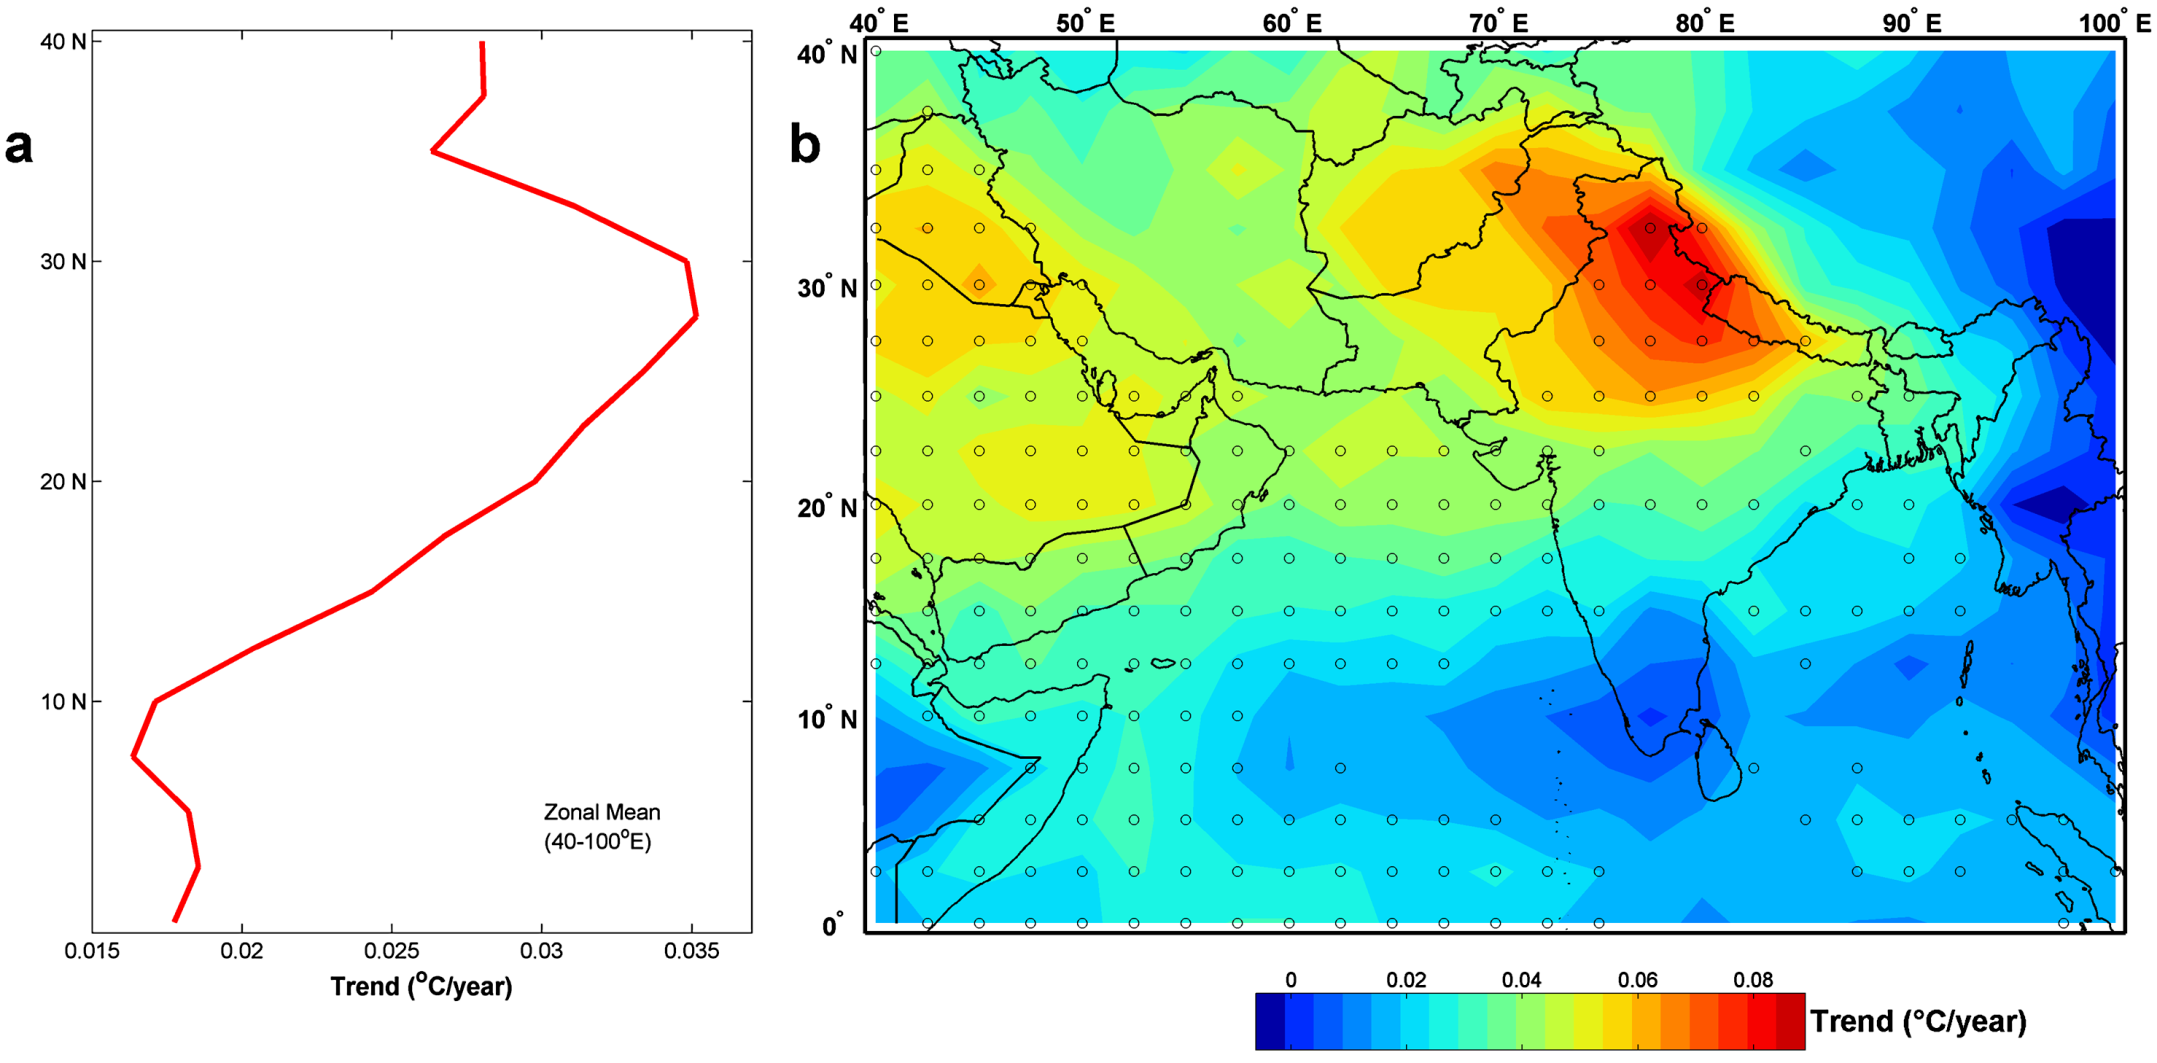 a
40 N
30 N
20 N
10 N
0.015 0.02 0.025 0.03 0.035
Trend (°C/year)
Zonal Mean
(40-100°E)
b
40° E 50° E 60° E 70° E 80° E 90° E 100° E
40° N
30° N
20° N
10° N
0°
0 0.02 0.04 0.06 0.08
Trend (°C/year)